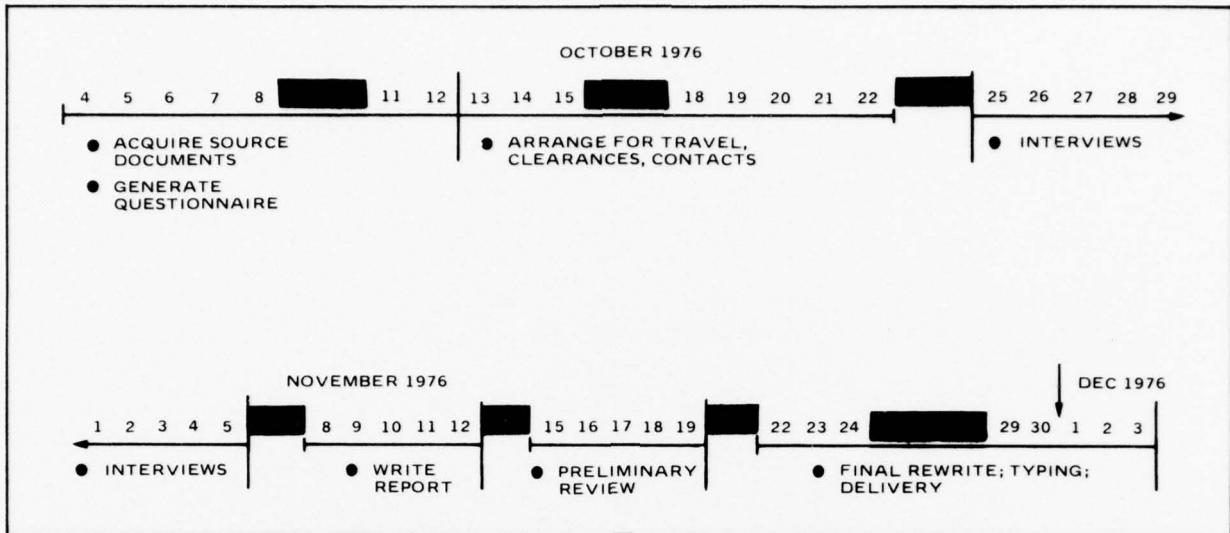 OCTOBER 1976
4 5 6 7 8 11 12 13 14 15 18 19 20 21 22 25 26 27 28 29
● ACQUIRE SOURCE
DOCUMENTS
● GENERATE
QUESTIONNAIRE
● ARRANGE FOR TRAVEL,
CLEARANCES, CONTACTS
● INTERVIEWS
NOVEMBER 1976
DEC 1976
1 2 3 4 5 8 9 10 11 12 15 16 17 18 19 22 23 24 29 30 1 2 3
● INTERVIEWS
● WRITE
REPORT
● PRELIMINARY
REVIEW
● FINAL REWRITE; TYPING;
DELIVERY